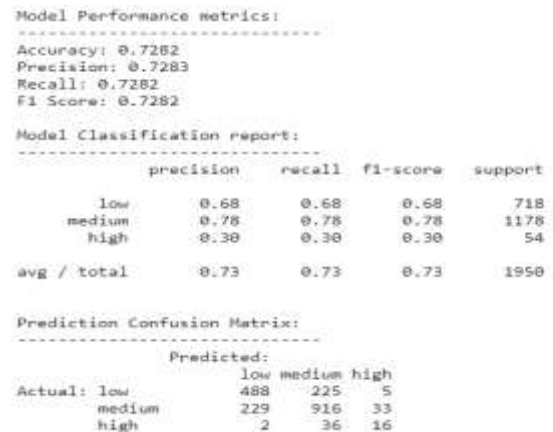 Model Performance metrics:
------------------------------
Accuracy: 0.7282
Precision: 0.7283
Recall: 0.7282
F1 Score: 0.7282
Model Classification report:
------------------------------
precision recall f1-score support
low 0.68 0.68 0.68 718
medium 0.78 0.78 0.78 1178
high 0.30 0.30 0.30 54
avg / total 0.73 0.73 0.73 1950
Prediction Confusion Matrix:
------------------------------
Predicted:
low medium high
Actual: low 488 225 5
medium 229 916 33
high 2 36 16